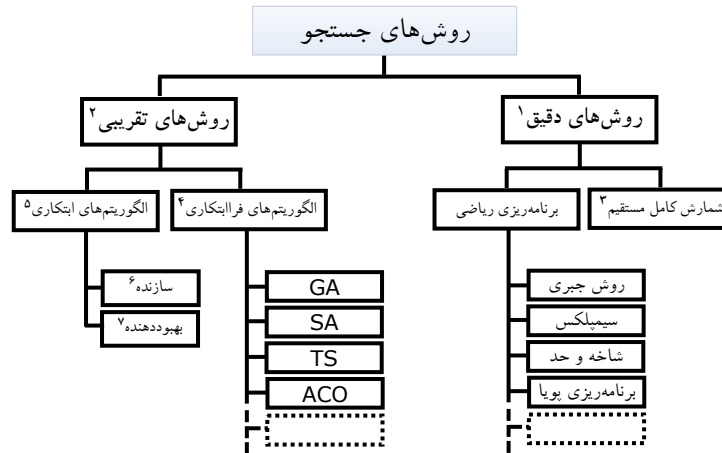 روش‌های جستجو
روش‌های دقیق۱
روش‌های تقریبی۲
شمارش کامل مستقیم۳
برنامه‌ریزی ریاضی
الگوریتم‌های فراابتکاری۴
الگوریتم‌های ابتکاری۵
روش جبری
سیمپلکس
شاخه و حد
برنامه‌ریزی پویا
GA
SA
TS
ACO
سازنده۶
بهبوددهنده۷